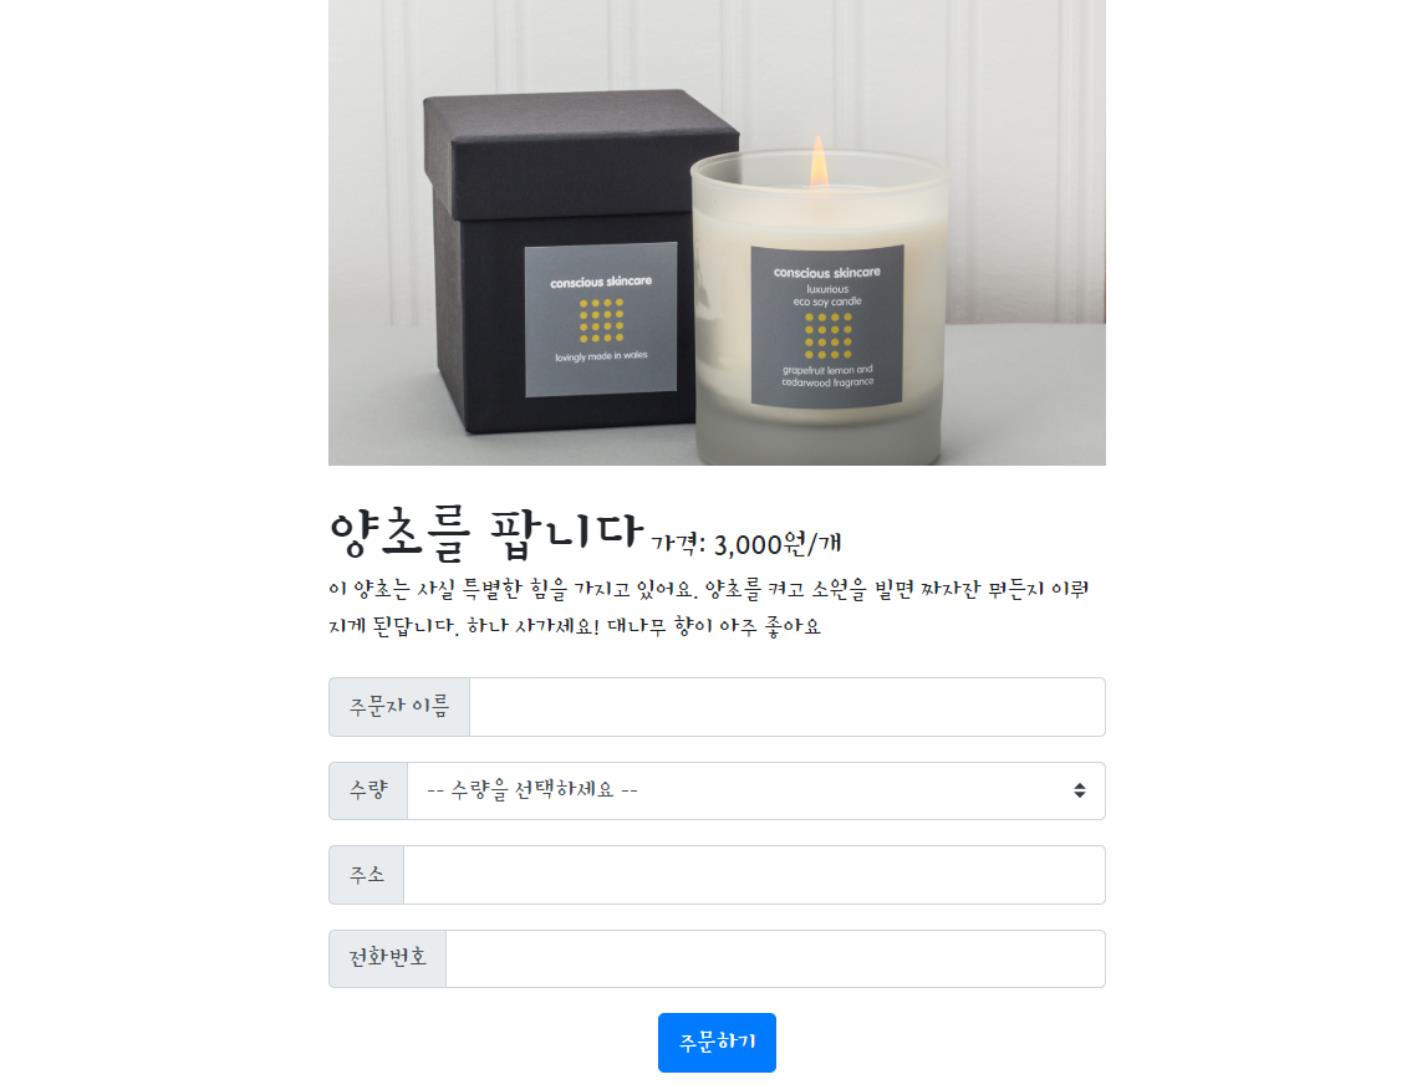 conscious skincare
lovingly made in wales
conscious skincare
luxurious
eco soy candle
grapefruit lemon and
cedarwood fragrance
양초를 팝니다 가격: 3,000원/개
이 양초는 사실 특별한 힘을 가지고 있어요. 양초를 켜고 소원을 빌면 짜자잔 뭐든지 이뤄
지게 된답니다. 하나 사가세요! 대나무 향이 아주 좋아요
주문자 이름
수량 -- 수량을 선택하세요 --
주소
전화번호
주문하기